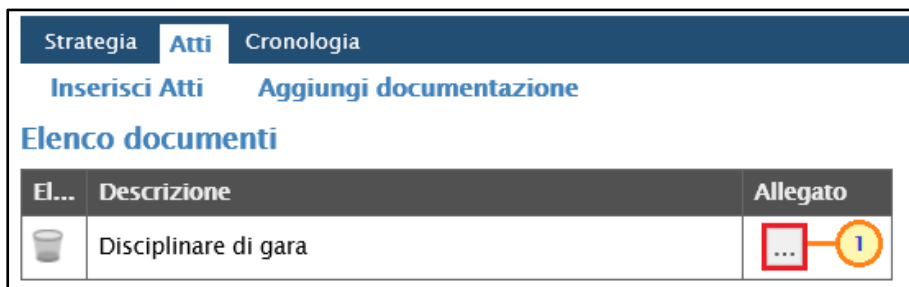 Strategia Atti Cronologia
Inserisci Atti Aggiungi documentazione
Elenco documenti
El... Descrizione Allegato
Disciplinare di gara ... 1